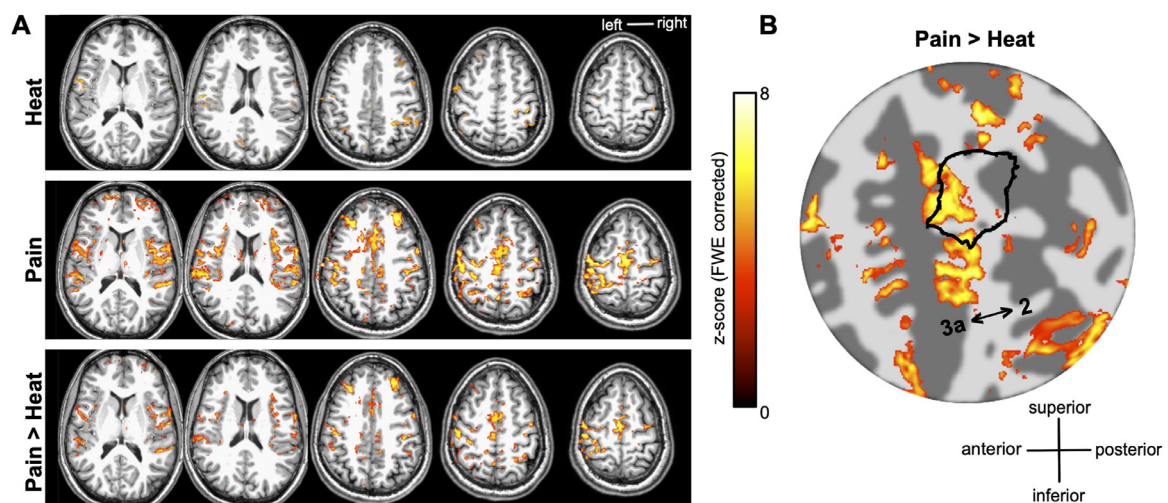 A
left
right
Heat
Pain
Pain > Heat
8
z-score (FWE corrected)
0
B
Pain > Heat
3a
2
superior
anterior
posterior
inferior